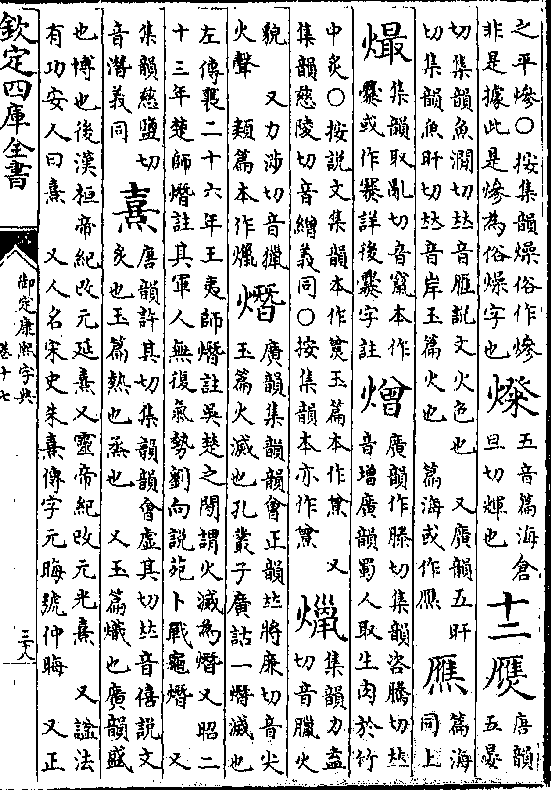 之平熮○按集韻燥俗作熮
非是據此是熮為俗燥字也 㷫 五音篇海倉
旦切輝也 十二 㷳 唐韻
五晏
切集韻魚澗切𠀤音雁說文火色也 又廣韻五旰
切集韻魚旰切𠀤音岸玉篇火也 篇海或作㷳 㷳 篇海
同上
㷡 集韻取亂切音竄本作
爨或作㸑詳後爨字註 熷 廣韻作滕切集韻咨騰切𠀤
音增廣韻蜀人取生肉於竹
中炙○按說文集韻本作䉕玉篇本作䉕 又
集韻慈陵切音繒義同○按集韻本亦作䉕 㸊 集韻力盍
切音臘火
貌 又力涉切音獵
火聲 類篇本作爉 熸 廣韻集韻韻會正韻𠀤將廉切音尖
玉篇火滅也孔叢子廣詁一熸滅也
左傳襄二十六年王夷師熸註吳楚之閒謂火滅為熸 又昭二
十三年楚師熸註其軍人無復氣勢劉向說苑卜戰龜熸 又
集韻慈鹽切
音潛義同 熹 唐韻許其切集韻韻會虛其切𠀤音僖說文
炙也玉篇熱也烝也 又玉篇熾也廣韻盛
也博也後漢桓帝紀改元延熹又靈帝紀改元光熹 又諡法
有功安人曰熹 又人名宋史朱熹傳字元晦號仲晦 又正
欽定四庫全書
御定康熙字典
卷十七
三十八